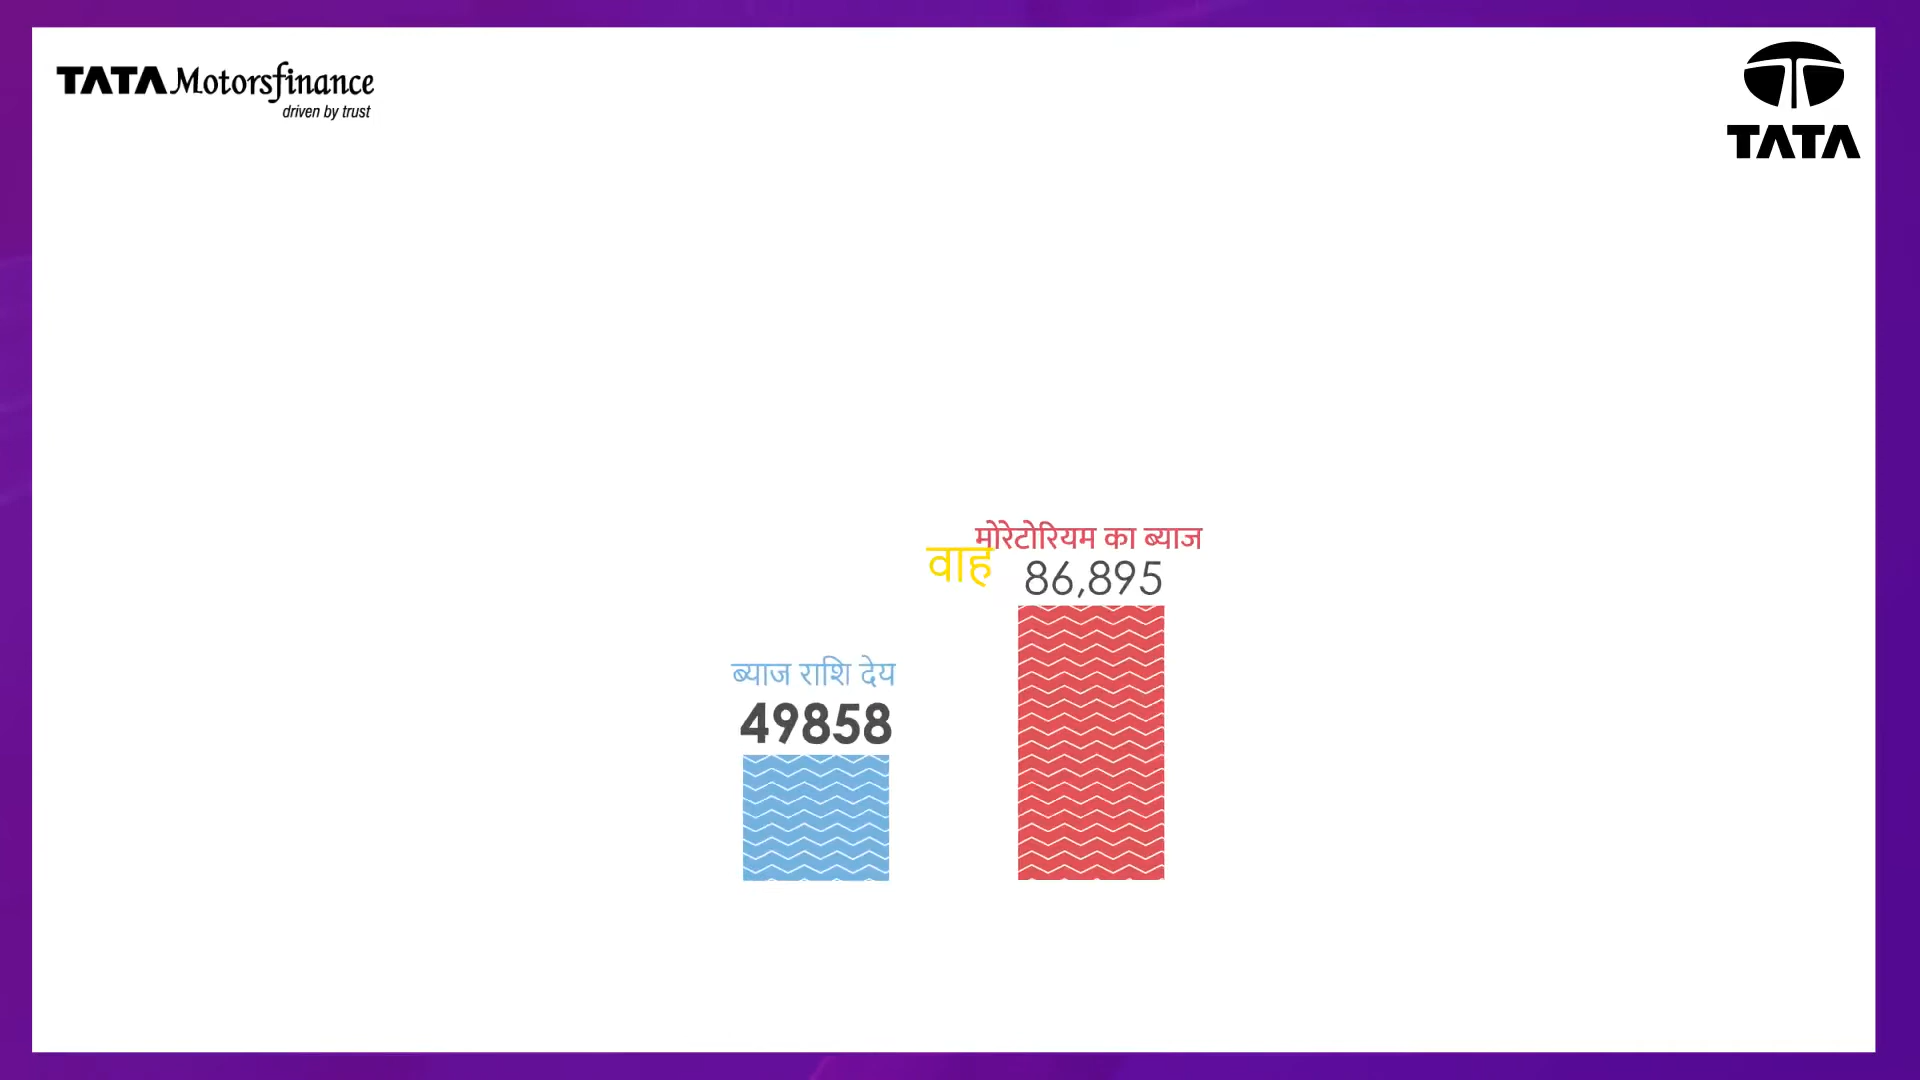 TATA Motorsfinance
driven by trust
TATA
मोरेटोरियम का ब्याज
वाह
86,895
ब्याज राशि देय
49858